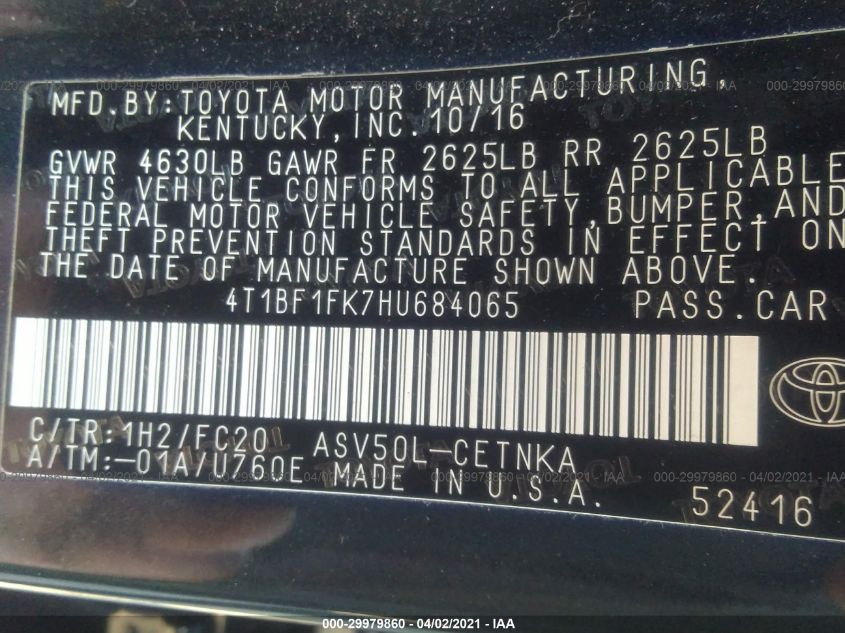 MFD.BY:TOYOTA MOTOR MANUFACTURING,
KENTUCKY,INC.10/16
GVWR 4630LB GAWR FR 2625LB RR 2625LB
THIS VEHICLE CONFORMS TO ALL APPLICABLE
FEDERAL MOTOR VEHICLE SAFETY,BUMPER,AND
THEFT PREVENTION STANDARDS IN EFFECT ON
THE DATE OF MANUFACTURE SHOWN ABOVE.
4T1BF1FK7HU684065 PASS.CAR
C/TR:1H2/FC20 ASV50L-CETNKA
A/TM:-01A/U760E MADE IN U.S.A.
52416
000-29979860 - 04/02/2021 - IAA